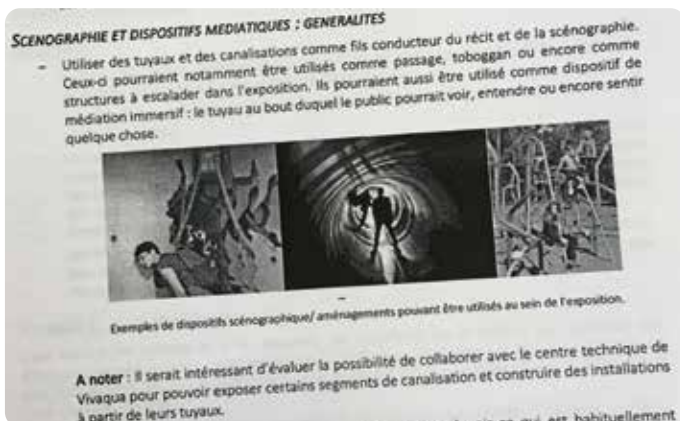 SCENOGRAPHIE ET DISPOSITIFS MEDIATIQUES : GENERALITES
- Utiliser des tuyaux et des canalisations comme fils conducteur du récit et de la scénographie.
Ceux-ci pourraient notamment être utilisés comme passage, toboggan ou encore comme
structures à escalader dans l'exposition. Ils pourraient aussi être utilisé comme dispositif de
médiation immersif : le tuyau au bout duquel le public pourrait voir, entendre ou encore sentir
quelque chose.
Exemples de dispositifs scénographique/ aménagements pouvant être utilisés au sein de l'exposition.
A noter : Il serait intéressant d'évaluer la possibilité de collaborer avec le centre technique de
Vivaqua pour pouvoir exposer certains segments de canalisation et construire des installations
à partir de leurs tuyaux.
qui est habituellement